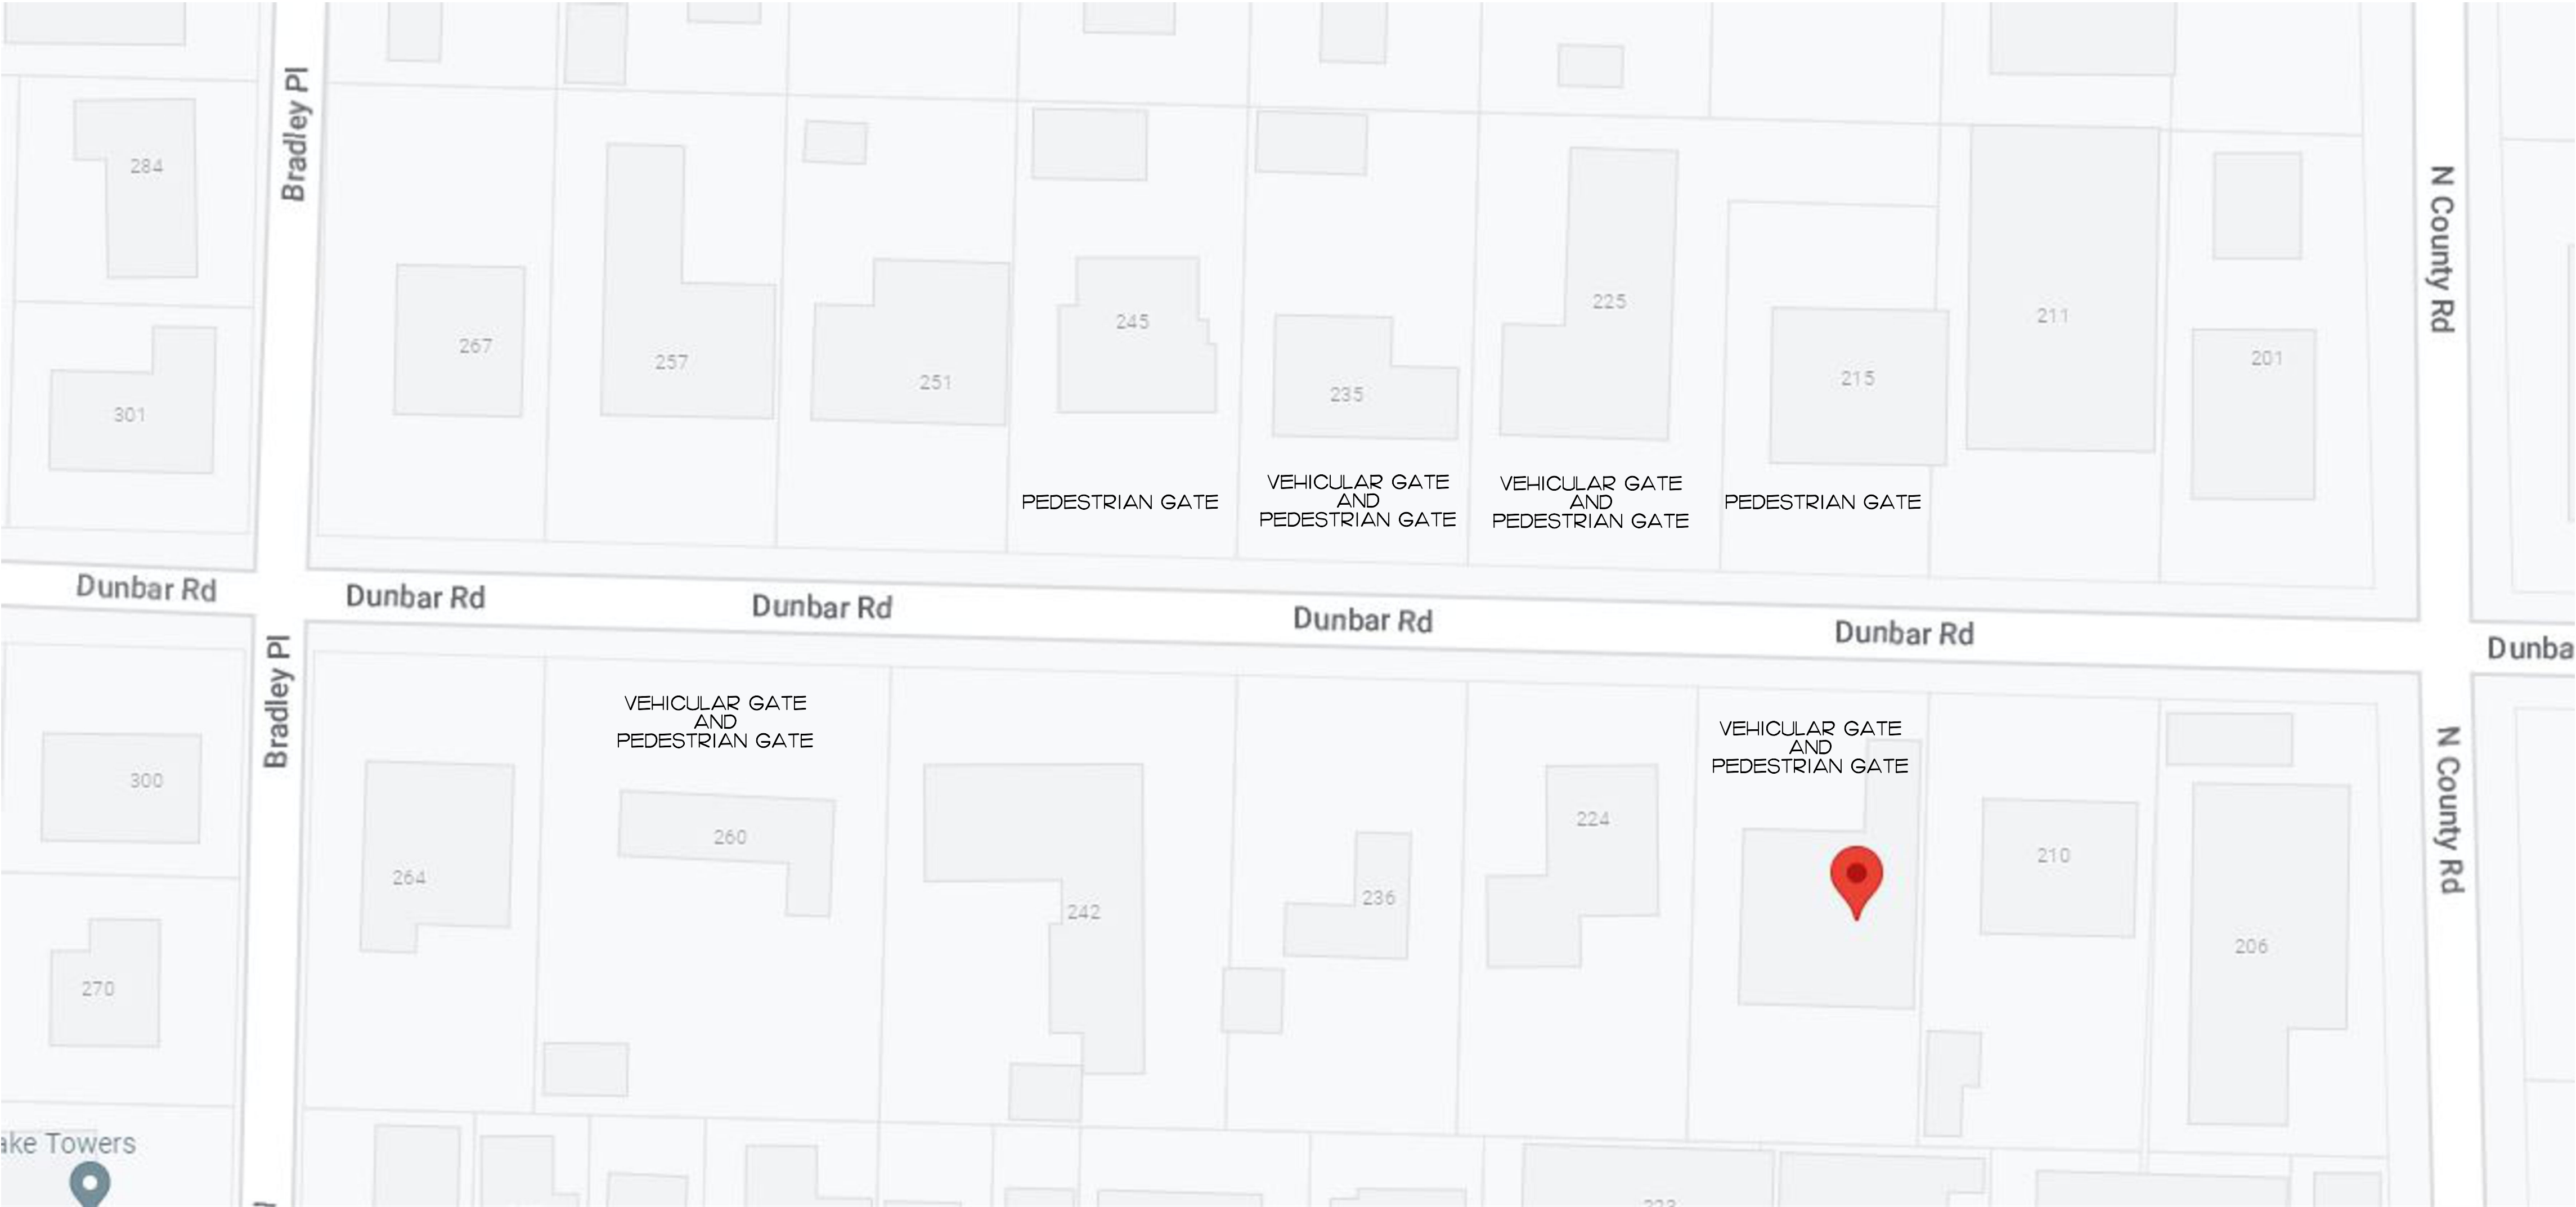 Bradley Pl
N County Rd
284
267
257
251
245
235
225
215
211
201
301
PEDESTRIAN GATE
VEHICULAR GATE
AND
PEDESTRIAN GATE
VEHICULAR GATE
AND
PEDESTRIAN GATE
PEDESTRIAN GATE
Dunbar Rd
Dunbar Rd
Dunbar Rd
Dunbar Rd
Dunbar Rd
Dunba
Bradley Pl
N County Rd
VEHICULAR GATE
AND
PEDESTRIAN GATE
VEHICULAR GATE
AND
PEDESTRIAN GATE
300
264
260
242
236
224
210
206
270
ake Towers